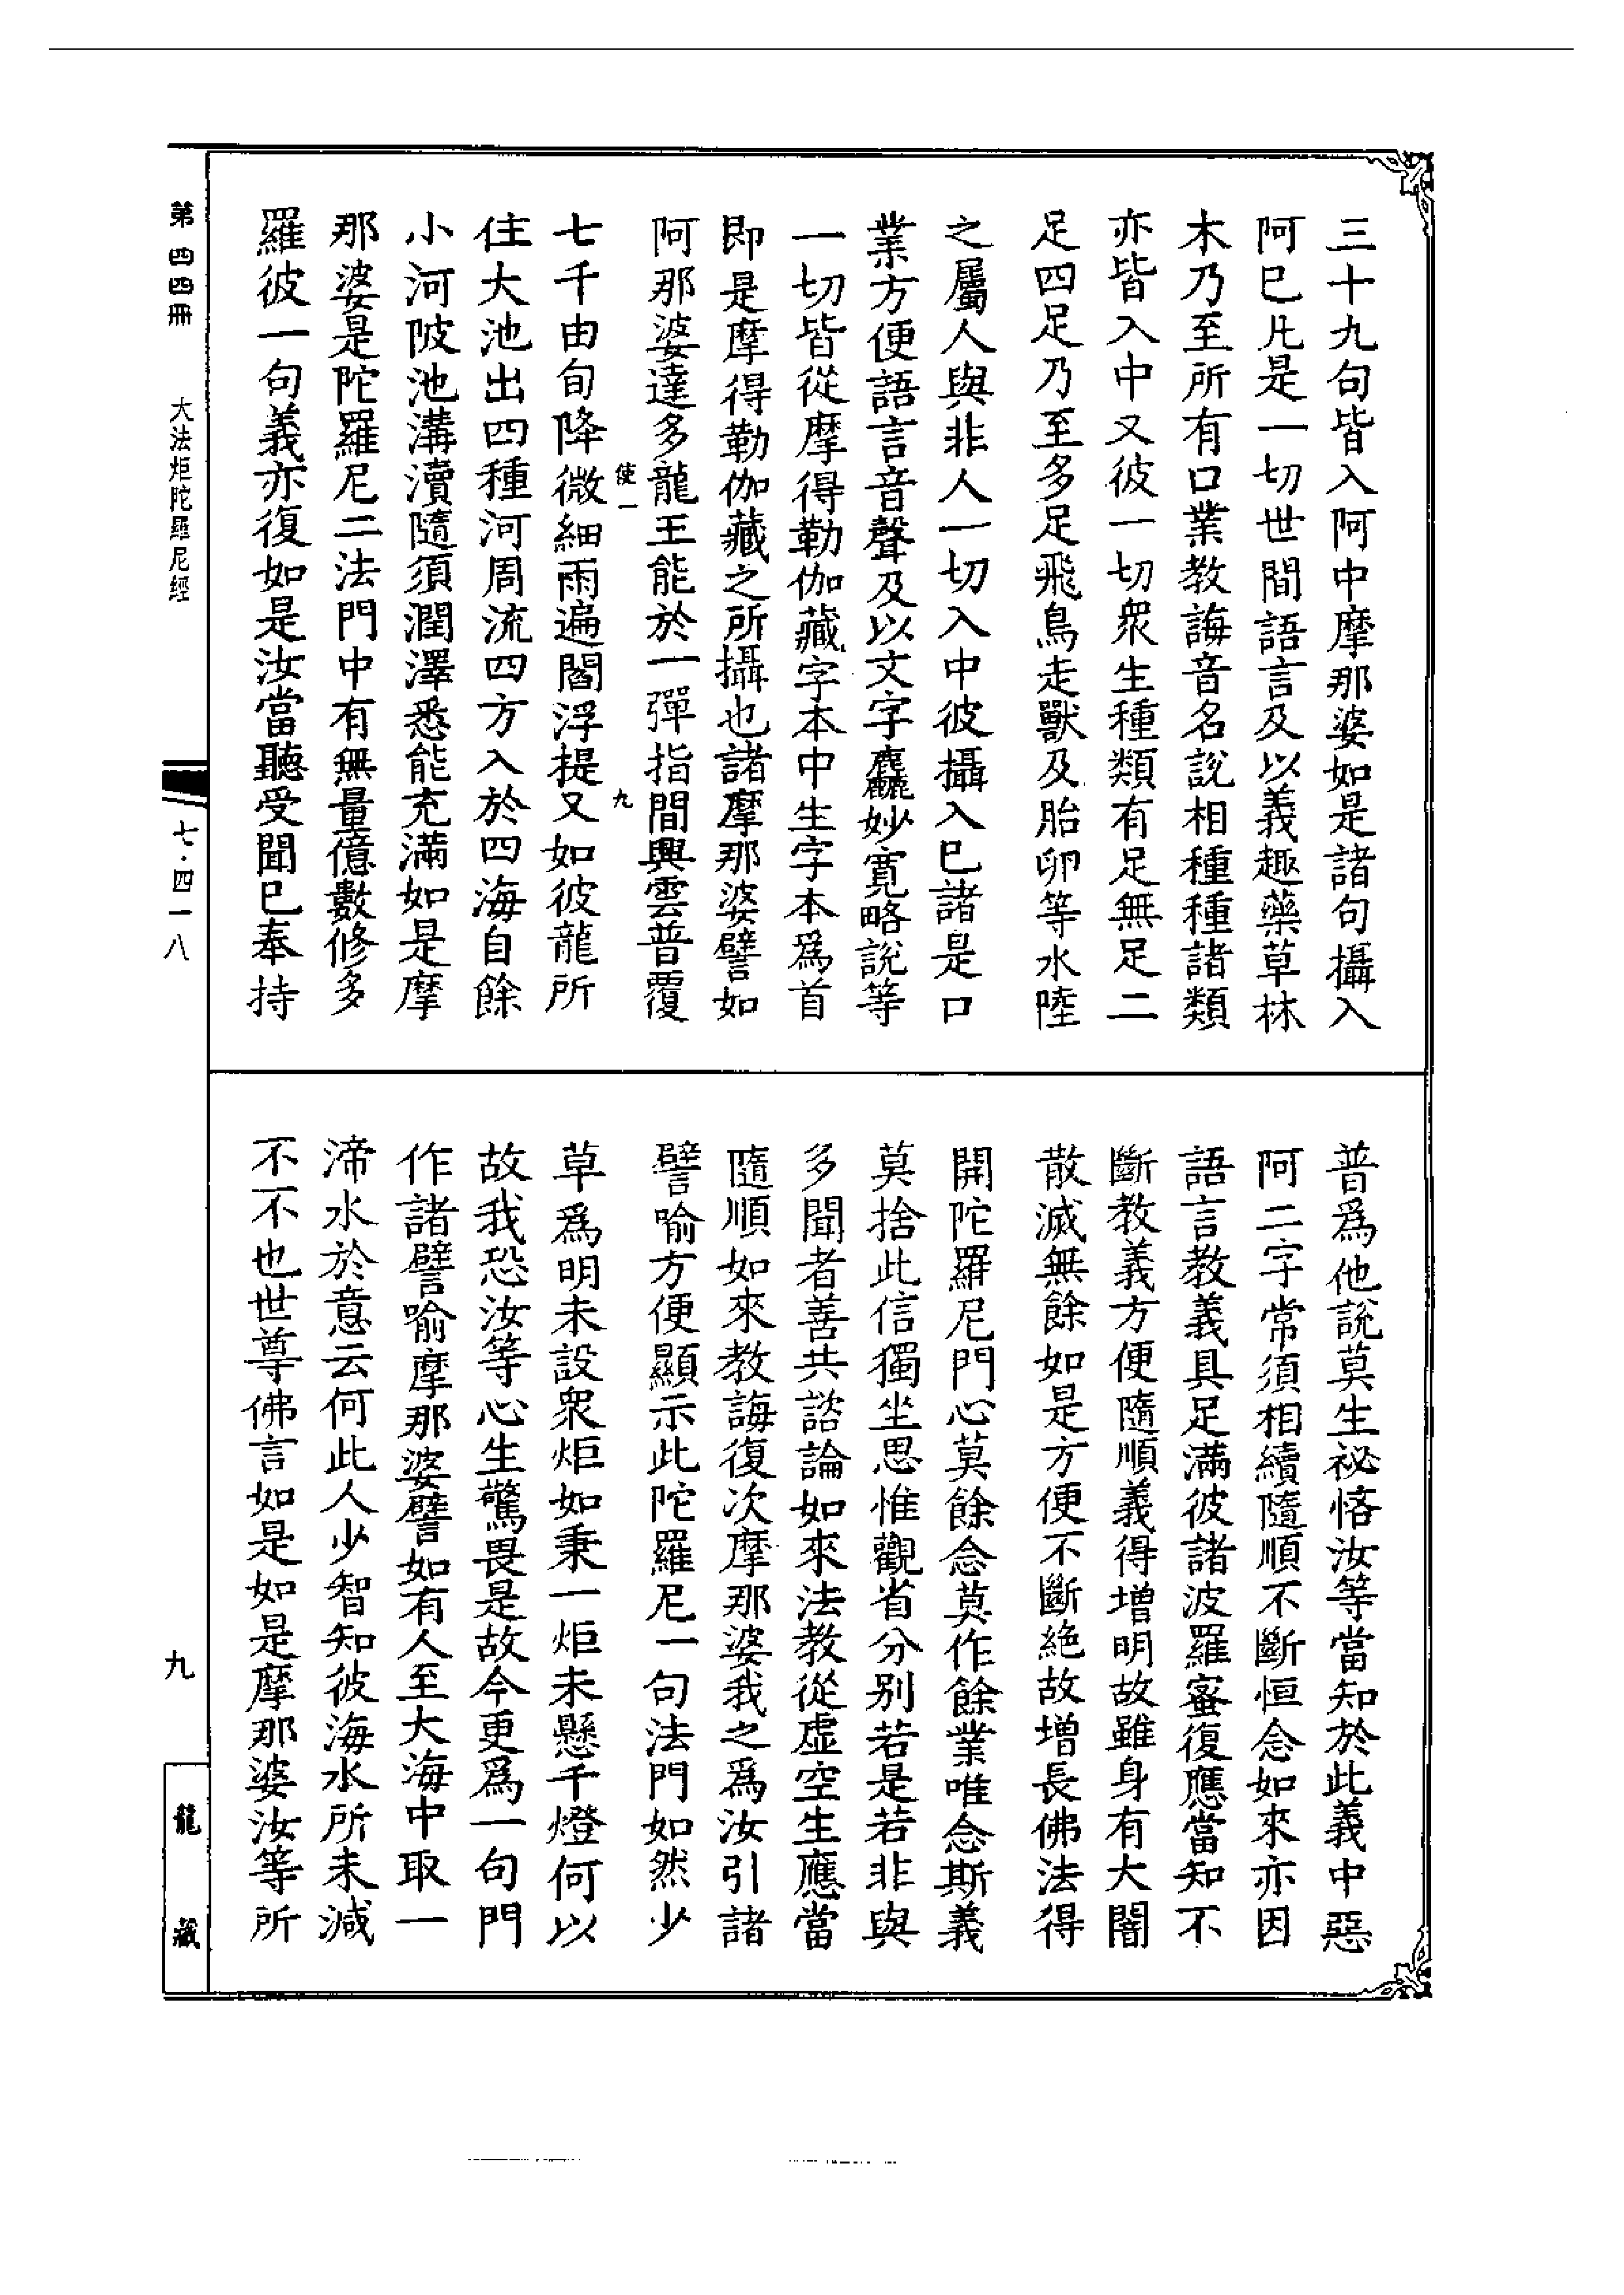 三十九句皆入阿中摩那婆如是諸句攝入
阿已凡是一切世間語言及以義趣藥草林
木乃至所有口業教誨音名說相種種諸類
亦皆入中又彼一切衆生種類有足無足二
足四足乃至多足飛鳥走獸及胎卵等水陸
之屬人與非人一切入中彼攝入已諸是口
業方便語言音聲及以文字麤妙寬略說等
一切皆從摩得勒伽藏字本中生字本爲首
即是摩得勒伽藏之所攝也諸摩那婆譬如
阿那婆達多龍王能於一彈指間興雲普覆
使一 九
七千由旬降微細雨遍閻浮提又如彼龍所
住大池出四種河周流四方入於四海自餘
小河陂池溝瀆隨須潤澤悉能充滿如是摩
那婆是陀羅尼二法門中有無量億數修多
羅彼一句義亦復如是汝當聽受聞已奉持
普爲他說莫生祕悋汝等當知於此義中惡
阿二字常須相續隨順不斷恒念如來亦因
語言教義具足滿彼諸波羅蜜復應當知不
斷教義方便隨順義得增明故雖身有大闇
散滅無餘如是方便不斷絶故增長佛法得
開陀羅尼門心莫餘念莫作餘業唯念斯義
莫捨此信獨坐思惟觀省分别若是若非與
多聞者善共諮論如來法教從虛空生應當
隨順如來教誨復次摩那婆我之爲汝引諸
譬喻方便顯示此陀羅尼一句法門如然少
草爲明未設衆炬如秉一炬未懸千燈何以
故我恐汝等心生驚畏是故今更爲一句門
作諸譬喻摩那婆譬如有人至大海中取一
渧水於意云何此人少智知彼海水所未減
不不也世尊佛言如是如是摩那婆汝等所
第四四冊 大法炬陀羅尼經
七·四一八
九
龍藏